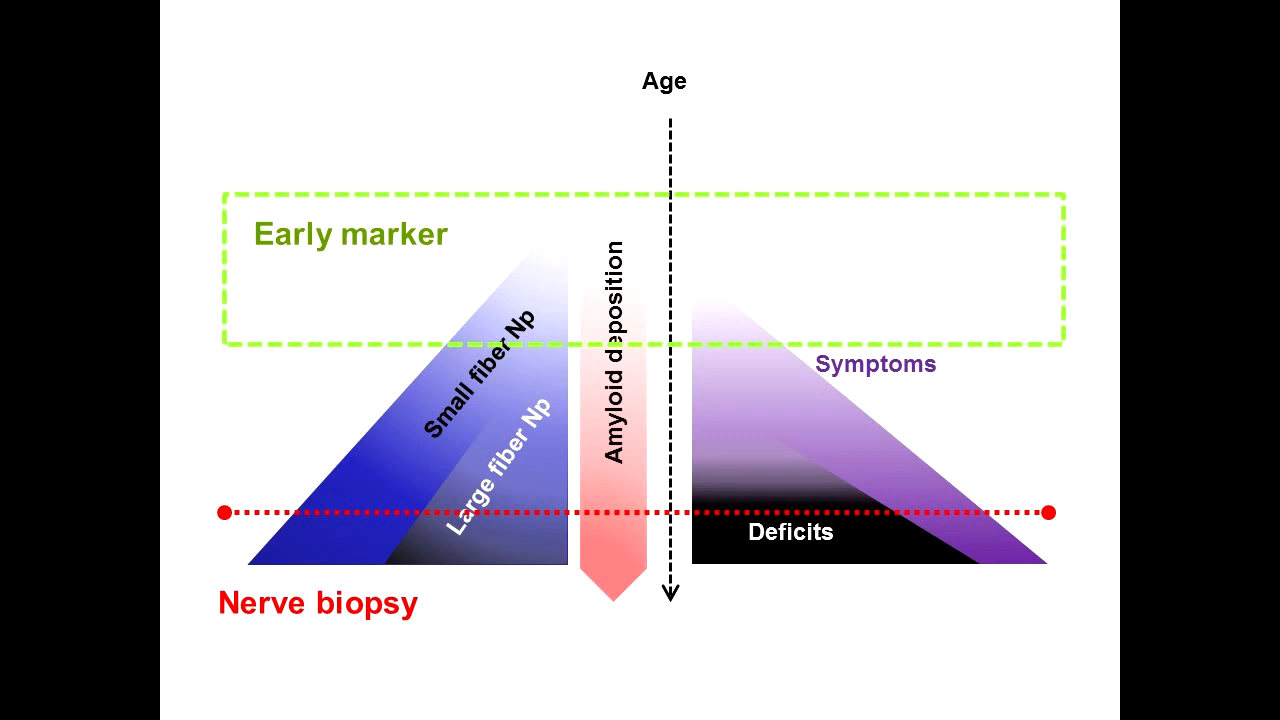 Age
Early marker
Amyloid deposition
Small fiber Np
Large fiber Np
Symptoms
Deficits
Nerve biopsy